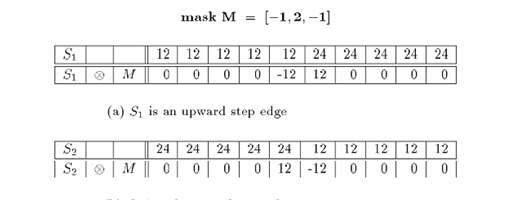 mask M = [−1, 2, −1]
S1 12 12 12 12 12 24 24 24 24 24
S1 ⊗ M 0 0 0 0 -12 12 0 0 0 0
(a) S1 is an upward step edge
S2 24 24 24 24 24 12 12 12 12 12
S2 ⊗ M 0 0 0 0 12 -12 0 0 0 0